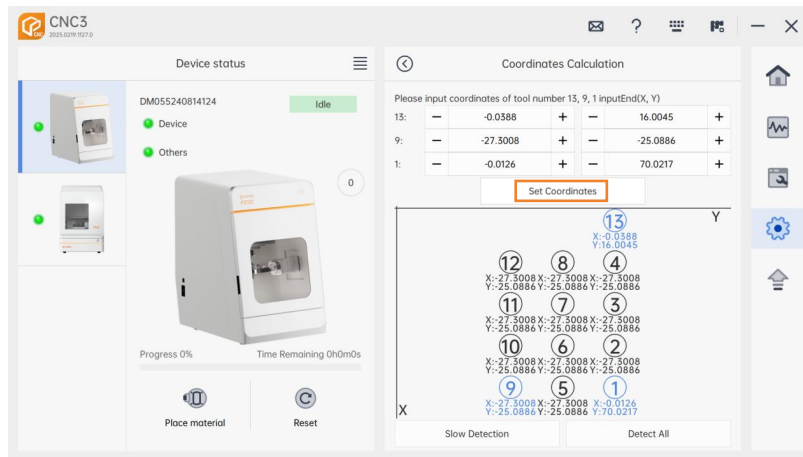 CNC3
2025.0219.1127.0
Device status
DM055240814124
Idle
Device
Others
0
Progress 0%
Time Remaining 0h0m0s
Place material
Reset
Coordinates Calculation
Please input coordinates of tool number 13, 9, 1 inputEnd(X, Y)
13: − -0.0388 + − 16.0045 +
9: − -27.3008 + − -25.0886 +
1: − -0.0126 + − 70.0217 +
Set Coordinates
Y
13
X:-0.0388
Y:16.0045
12 8 4
X:-27.3008 X:-27.3008 X:-27.3008
Y:-25.0886 Y:-25.0886 Y:-25.0886
11 7 3
X:-27.3008 X:-27.3008 X:-27.3008
Y:-25.0886 Y:-25.0886 Y:-25.0886
10 6 2
X:-27.3008 X:-27.3008 X:-27.3008
Y:-25.0886 Y:-25.0886 Y:-25.0886
9 5 1
X:-27.3008 X:-27.3008 X:-0.0126
Y:-25.0886 Y:-25.0886 Y:70.0217
X
Slow Detection
Detect All